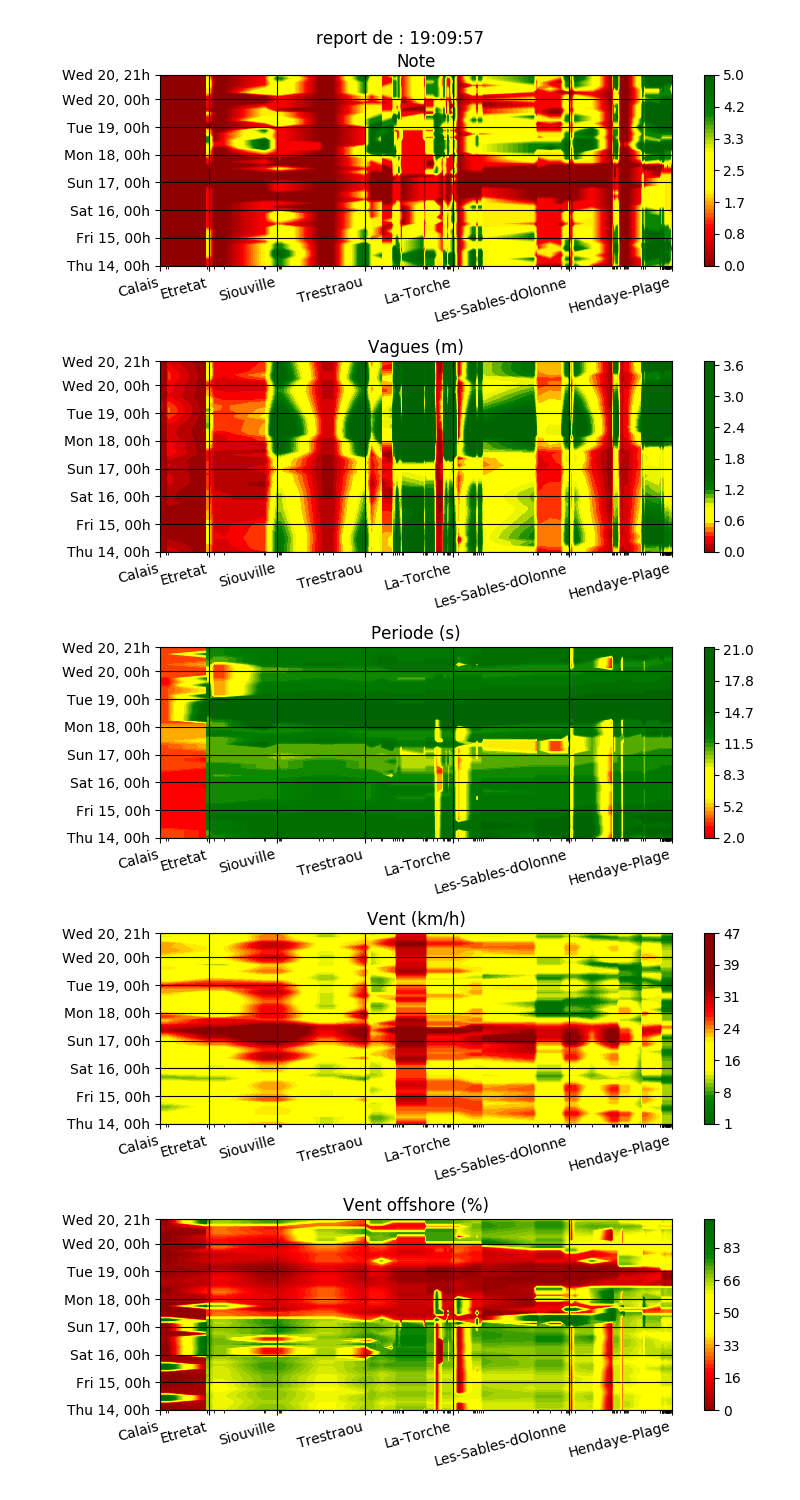 report de : 19:09:57
Note
Wed 20, 21h
Wed 20, 00h
Tue 19, 00h
Mon 18, 00h
Sun 17, 00h
Sat 16, 00h
Fri 15, 00h
Thu 14, 00h
Calais Etretat Siouville Trestraou La-Torche Les-Sables-dOlonne Hendaye-Plage
5.0
4.2
3.3
2.5
1.7
0.8
0.0
Vagues (m)
Wed 20, 21h
Wed 20, 00h
Tue 19, 00h
Mon 18, 00h
Sun 17, 00h
Sat 16, 00h
Fri 15, 00h
Thu 14, 00h
Calais Etretat Siouville Trestraou La-Torche Les-Sables-dOlonne Hendaye-Plage
3.6
3.0
2.4
1.8
1.2
0.6
0.0
Periode (s)
Wed 20, 21h
Wed 20, 00h
Tue 19, 00h
Mon 18, 00h
Sun 17, 00h
Sat 16, 00h
Fri 15, 00h
Thu 14, 00h
Calais Etretat Siouville Trestraou La-Torche Les-Sables-dOlonne Hendaye-Plage
21.0
17.8
14.7
11.5
8.3
5.2
2.0
Vent (km/h)
Wed 20, 21h
Wed 20, 00h
Tue 19, 00h
Mon 18, 00h
Sun 17, 00h
Sat 16, 00h
Fri 15, 00h
Thu 14, 00h
Calais Etretat Siouville Trestraou La-Torche Les-Sables-dOlonne Hendaye-Plage
47
39
31
24
16
8
1
Vent offshore (%)
Wed 20, 21h
Wed 20, 00h
Tue 19, 00h
Mon 18, 00h
Sun 17, 00h
Sat 16, 00h
Fri 15, 00h
Thu 14, 00h
Calais Etretat Siouville Trestraou La-Torche Les-Sables-dOlonne Hendaye-Plage
83
66
50
33
16
0